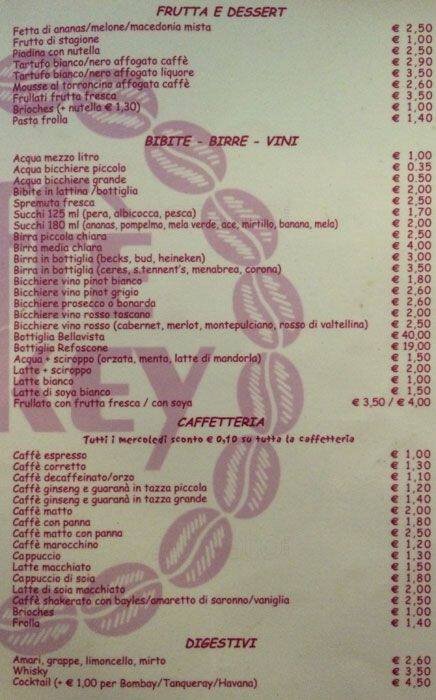 FRUTTA E DESSERT
Fetta di ananas/melone/macedonia mista € 2,50
Frutto di stagione € 1,00
Piadina con nutella € 2,50
Tartufo bianco/nero affogato caffè € 2,90
Tartufo bianco/nero affogato liquore € 3,50
Mousse al torroncino affogata caffè € 2,60
Frullati frutta fresca € 3,50
Brioches (+ nutella € 1,30) € 1,00
Pasta frolla € 1,40
BIBITE - BIRRE - VINI
Acqua mezzo litro € 1,00
Acqua bicchiere piccolo € 0.35
Acqua bicchiere grande € 0.50
Bibite in lattina /bottiglia € 2,00
Spremuta fresca € 2,50
Succhi 125 ml (pera, albicocca, pesca) € 1,70
Succhi 180 ml (ananas, pompelmo, mela verde, ace, mirtillo, banana, mela) € 2,00
Birra piccola chiara € 2,50
Birra media chiara € 4,00
Birra in bottiglia (becks, bud, heineken) € 3,00
Birra in bottiglia (ceres, s.tennent's, menabrea, corona) € 3,50
Bicchiere vino pinot bianco € 1,80
Bicchiere vino pinot grigio € 2,60
Bicchiere prosecco o bonarda € 2,60
Bicchiere vino rosso toscano € 2,00
Bicchiere vino rosso (cabernet, merlot, montepulciano, rosso di valtellina) € 2,50
Bottiglia Bellavista €40,00
Bottiglia Refoscone €19,00
Acqua + sciroppo (orzata, menta, latte di mandorla) € 1,50
Latte + sciroppo € 2,00
Latte bianco € 1,00
Latte di soya bianco € 1,50
Frullato con frutta fresca / con soya € 3,50 / € 4,00
CAFFETTERIA
Tutti i mercoledì sconto € 0,10 su tutta la caffetteria
Caffè espresso € 1,00
Caffè corretto € 1,30
Caffè decaffeinato/orzo € 1,10
Caffè ginseng e guaranà in tazza piccola € 1,20
Caffè ginseng e guaranà in tazza grande € 1,40
Caffè matto € 2,00
Caffè con panna € 1,80
Caffè matto con panna € 2,50
Caffè marocchino € 1,20
Cappuccio € 1,30
Latte macchiato € 1,50
Cappuccio di soia € 1,80
Latte di soia macchiato € 2,00
Caffè shakerato con bayles/amaretto di saronno/vaniglia € 2,50
Brioches € 1,00
Frolla € 1,40
DIGESTIVI
Amari, grappe, limoncello, mirto € 2,60
Whisky € 3,50
Cocktail (+ € 1,00 per Bombay/Tanqueray/Havana) € 4,50